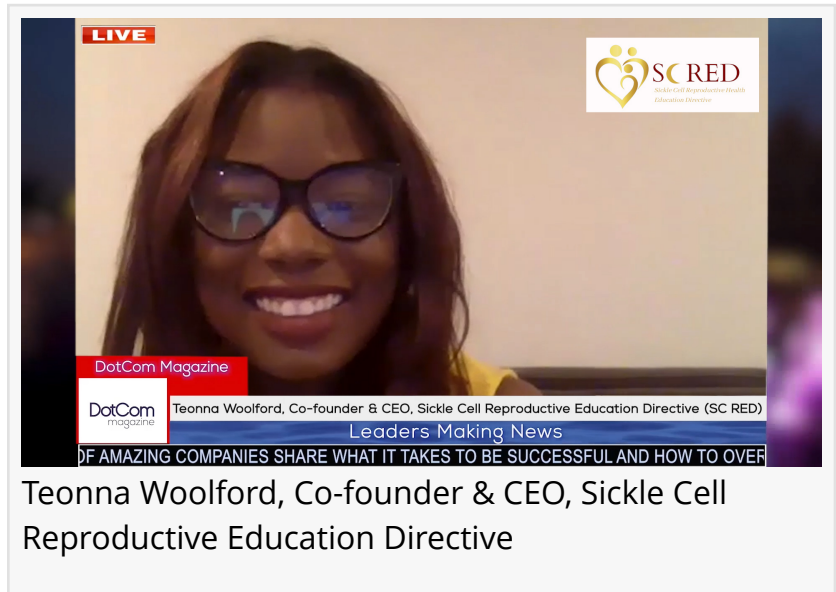 LIVE
SC RED
Sickle Cell Reproductive Health
Education Directive
DotCom Magazine
DotCom
magazine
Teonna Woolford, Co-founder & CEO, Sickle Cell Reproductive Education Directive (SC RED)
Leaders Making News
OF AMAZING COMPANIES SHARE WHAT IT TAKES TO BE SUCCESSFUL AND HOW TO OVER
Teonna Woolford, Co-founder & CEO, Sickle Cell
Reproductive Education Directive